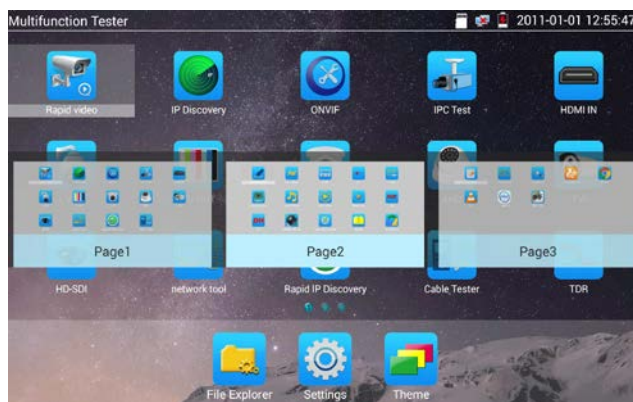 Multifunction Tester 2011-01-01 12:55:47
Rapid video IP Discovery ONVIF IPC Test HDMI IN
Page1 Page2 Page3
HD-SDI network tool Rapid IP Discovery Cable Tester TDR
File Explorer Settings Theme